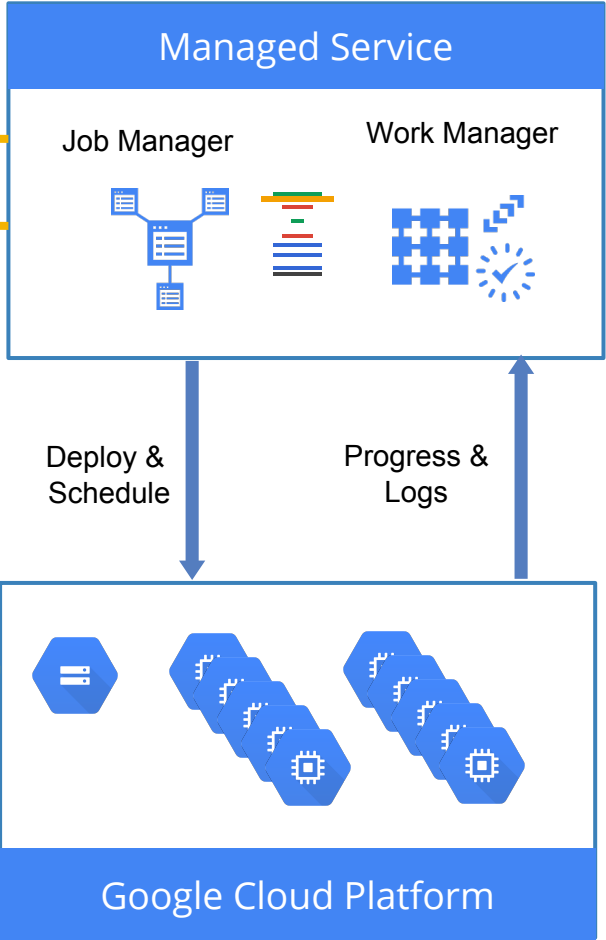 Managed Service
Job Manager
Work Manager
Deploy &
Schedule
Progress &
Logs
Google Cloud Platform